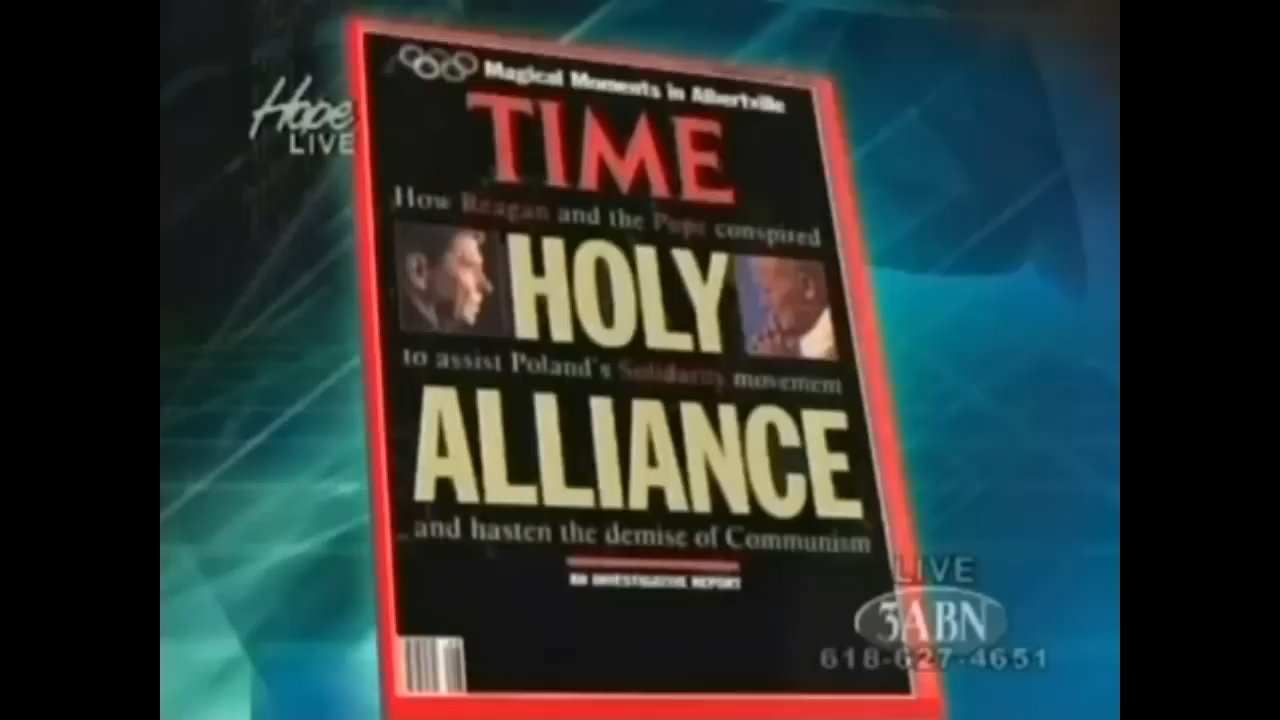 Hope
LIVE
Magical Moments in Albertville
TIME
How Reagan and the Pope conspired
HOLY
to assist Poland's Solidarity movement
ALLIANCE
...and hasten the demise of Communism
AN INVESTIGATIVE REPORT
LIVE
3ABN
618-627-4651